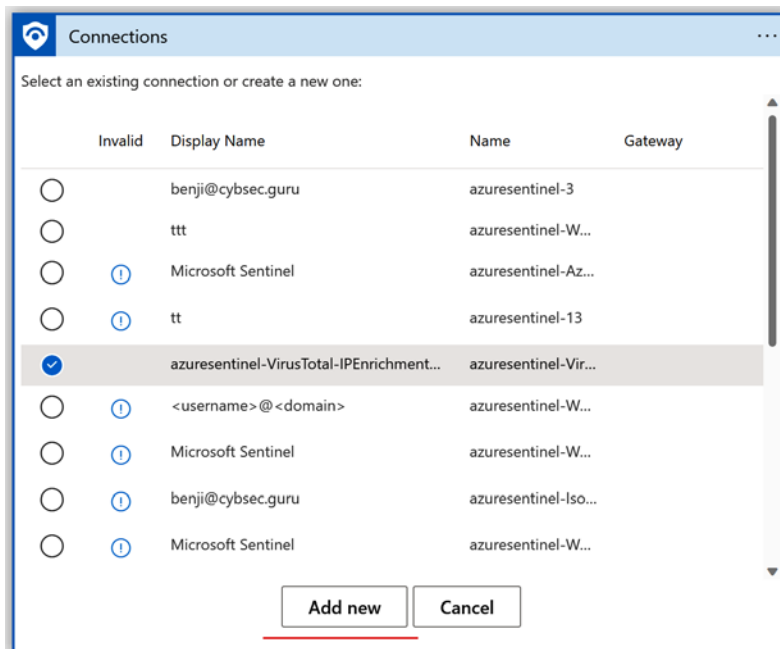 Connections ...
Select an existing connection or create a new one:
Invalid Display Name Name Gateway
benji@cybsec.guru azuresentinel-3
ttt azuresentinel-W...
Microsoft Sentinel azuresentinel-Az...
tt azuresentinel-13
azuresentinel-VirusTotal-IPEnrichment... azuresentinel-Vir...
<username>@<domain> azuresentinel-W...
Microsoft Sentinel azuresentinel-W...
benji@cybsec.guru azuresentinel-Iso...
Microsoft Sentinel azuresentinel-W...
Add new Cancel